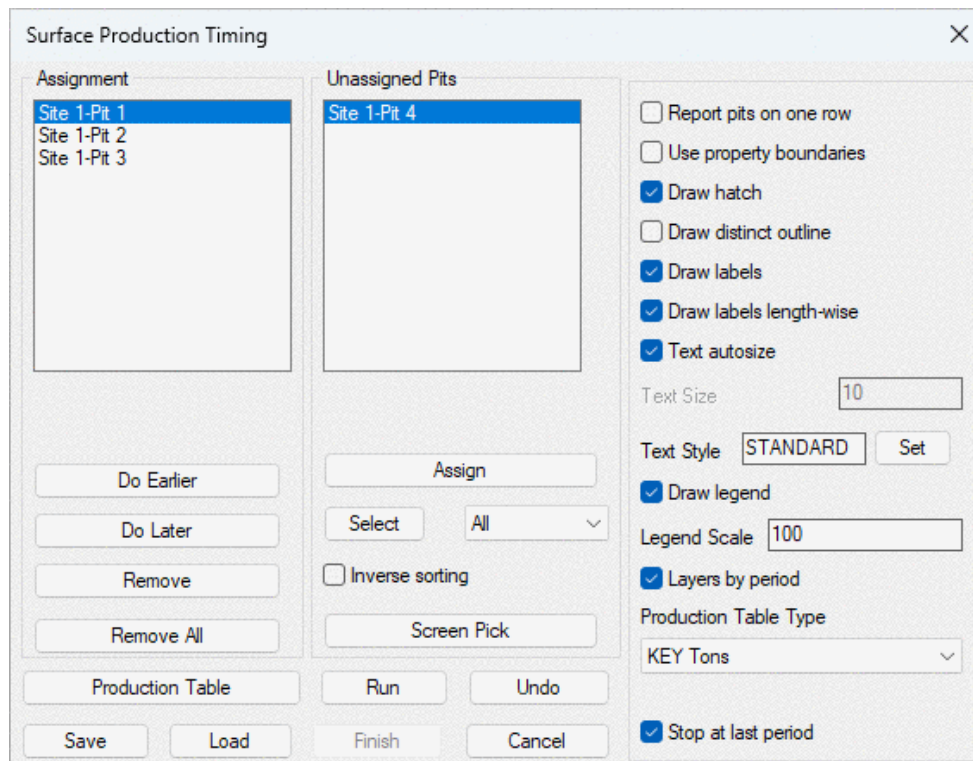 Surface Production Timing
Assignment
Site 1-Pit 1
Site 1-Pit 2
Site 1-Pit 3
Do Earlier
Do Later
Remove
Remove All
Unassigned Pits
Site 1-Pit 4
Assign
Select All
Inverse sorting
Screen Pick
Production Table Run Undo
Save Load Finish Cancel
Report pits on one row
Use property boundaries
Draw hatch
Draw distinct outline
Draw labels
Draw labels length-wise
Text autosize
Text Size 10
Text Style STANDARD Set
Draw legend
Legend Scale 100
Layers by period
Production Table Type
KEY Tons
Stop at last period